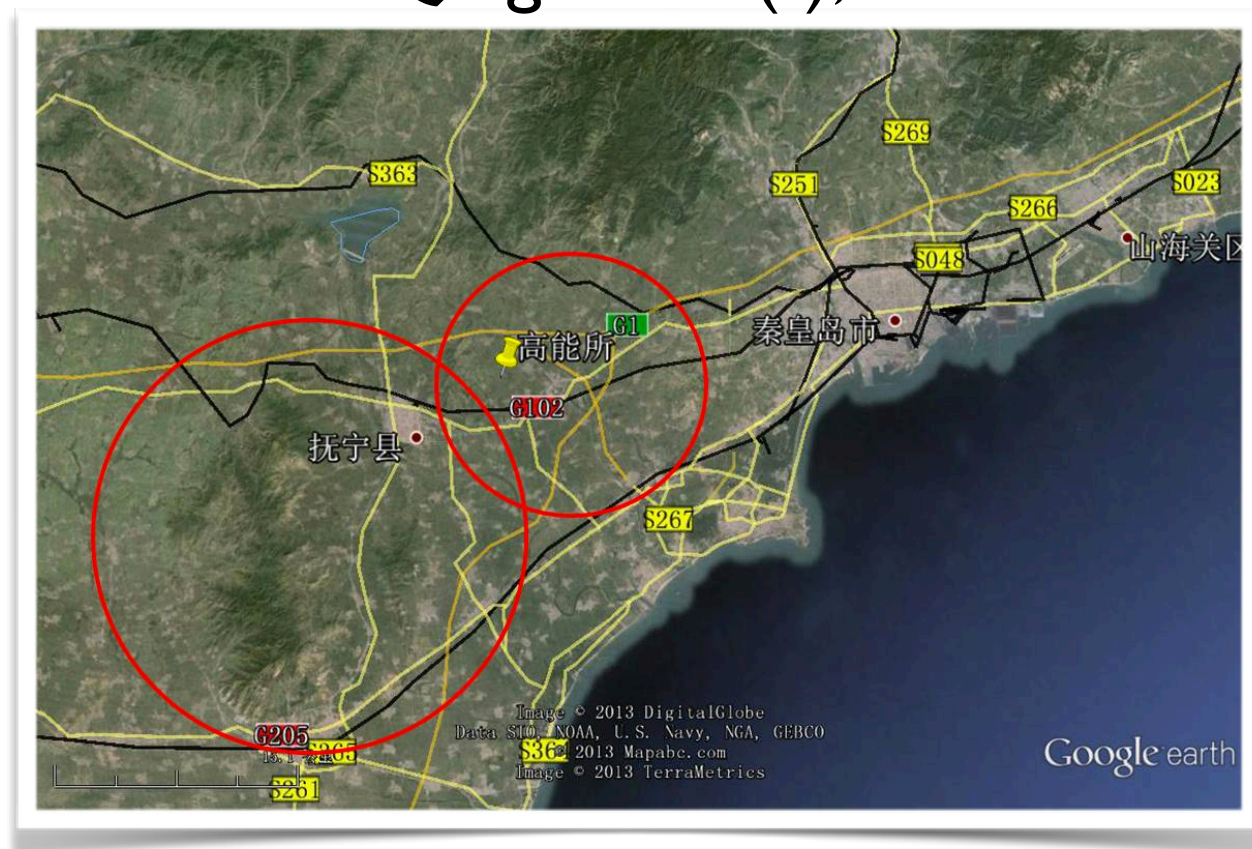 S269
S363
S251
S023
S266
山海关区
S048
G1
秦皇岛市
高能所
G102
抚宁县
S267
Image © 2013 DigitalGlobe
Data SIO, NOAA, U.S. Navy, NGA, GEBCO
© 2013 Mapabc.com
Image © 2013 TerraMetrics
G205
S265
S261
Google earth